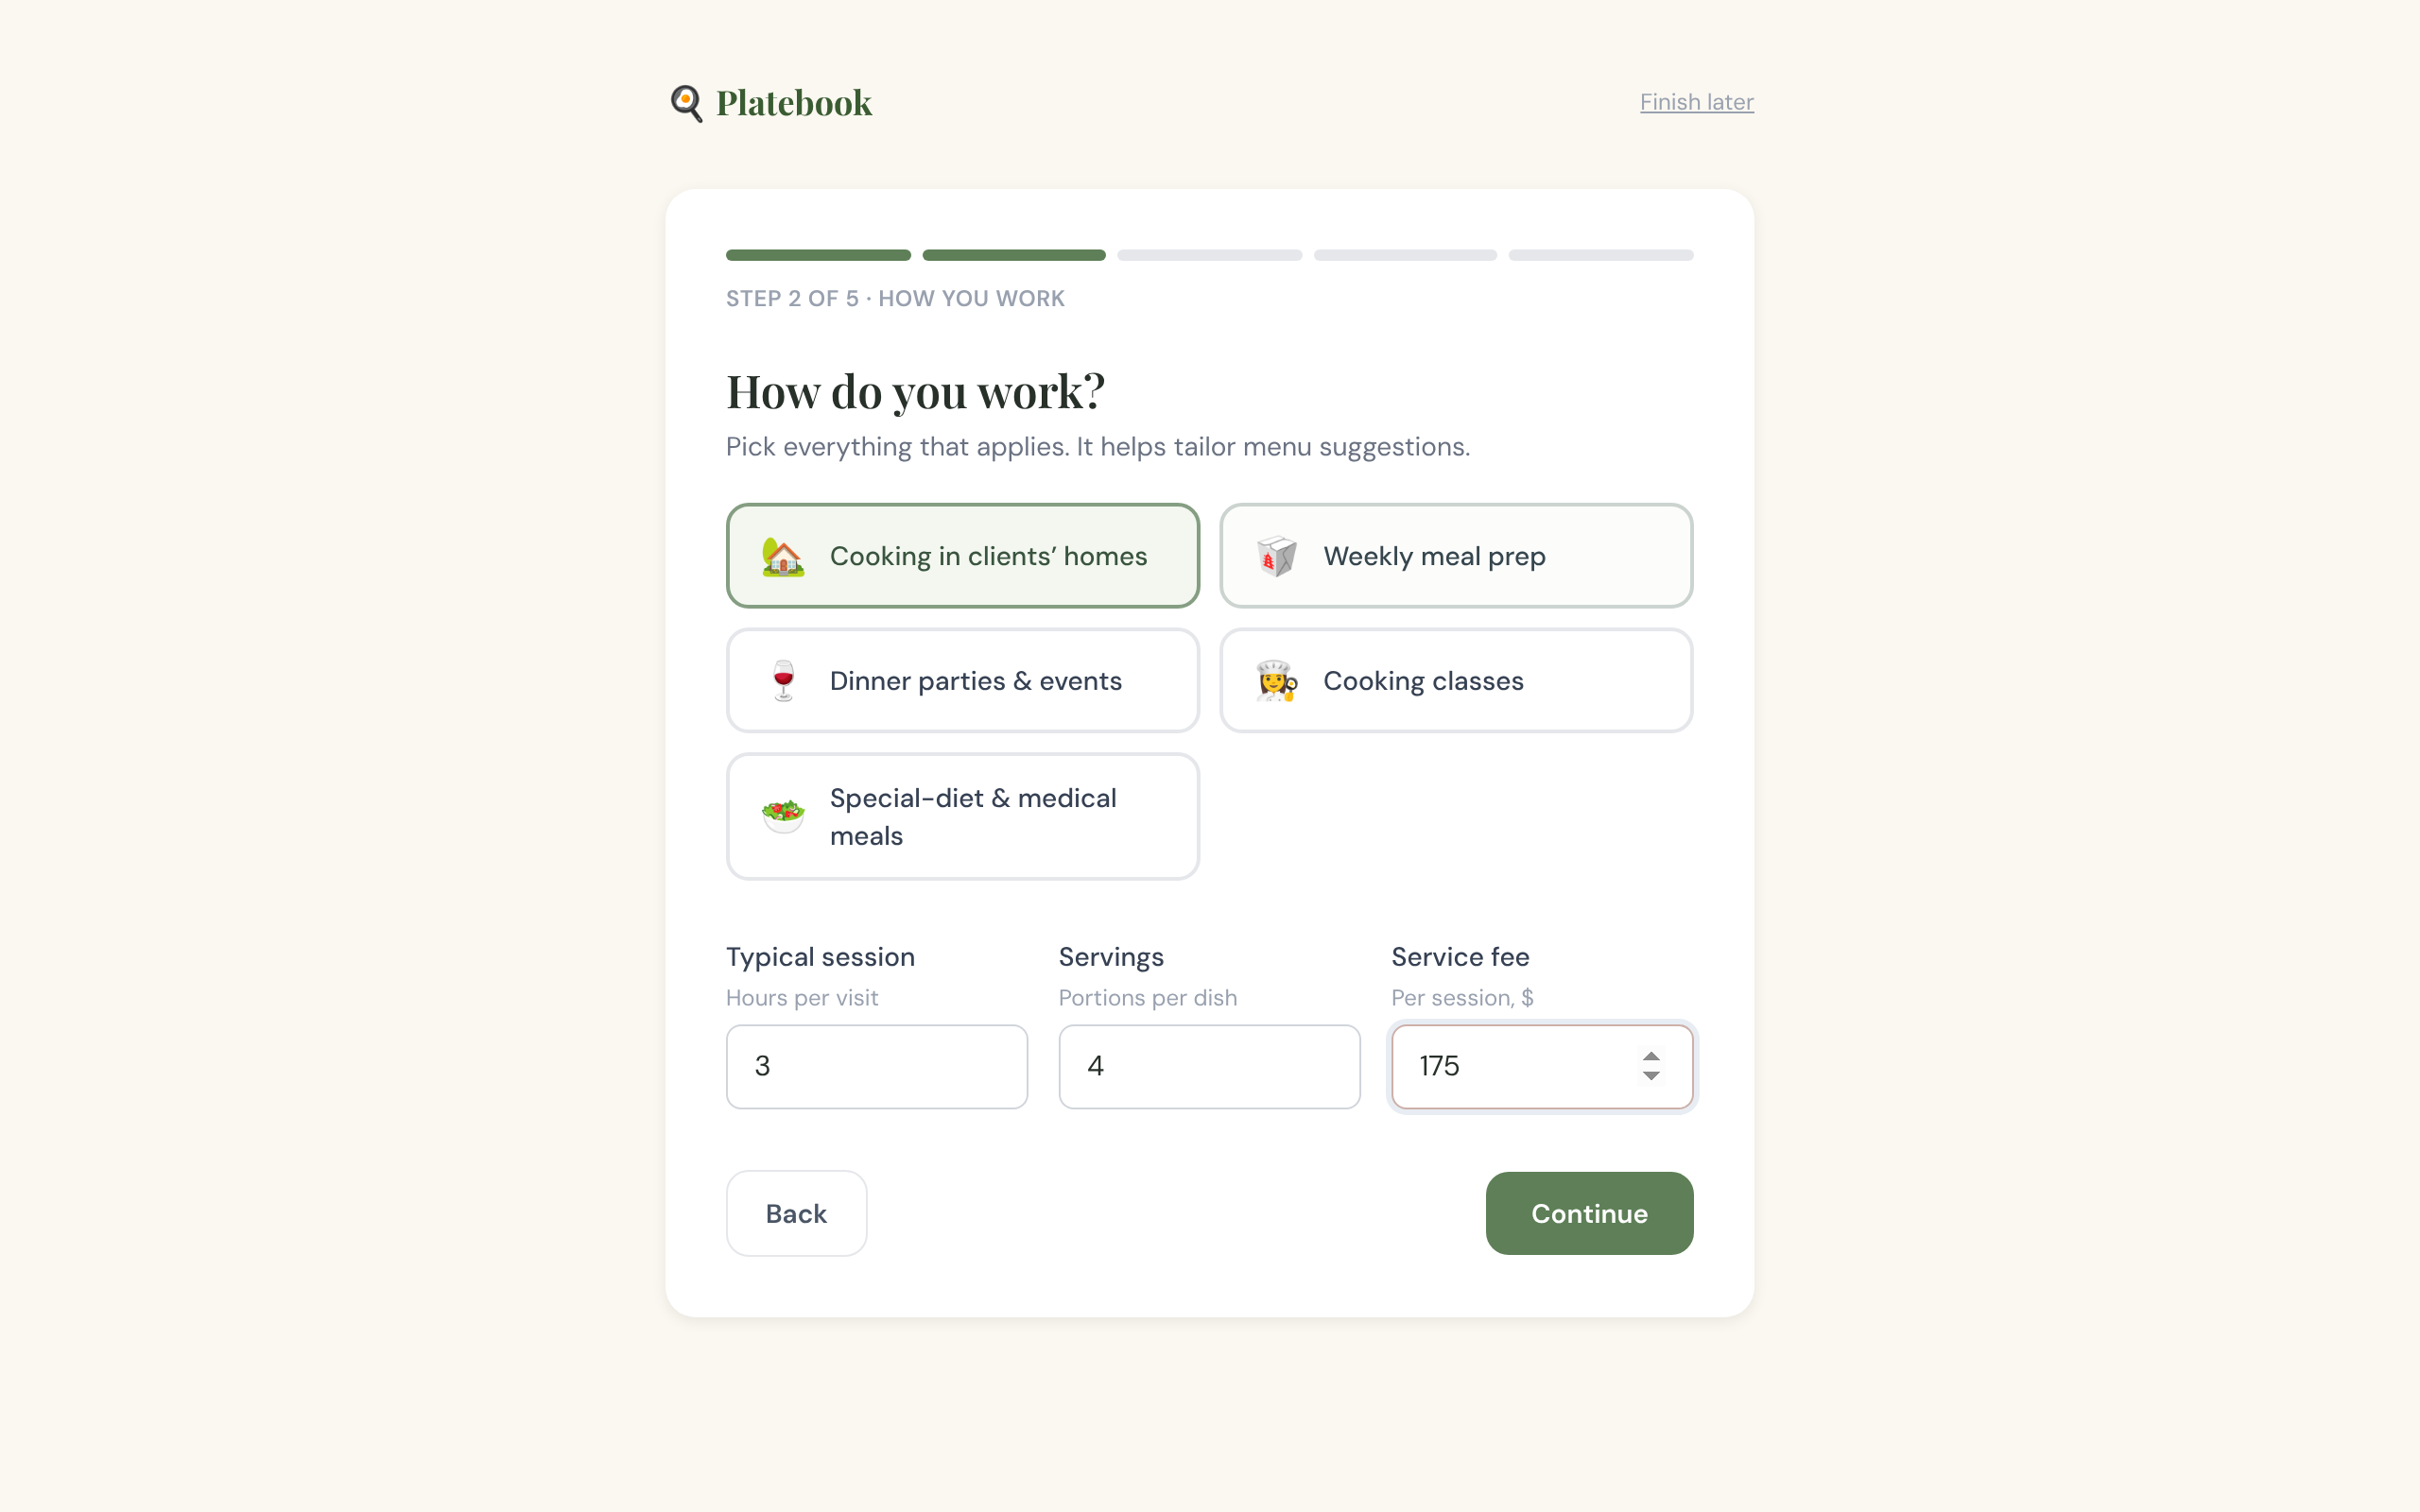 Platebook
Finish later
STEP 2 OF 5 · HOW YOU WORK
How do you work?
Pick everything that applies. It helps tailor menu suggestions.
Cooking in clients’ homes
Weekly meal prep
Dinner parties & events
Cooking classes
Special-diet & medical
meals
Typical session
Hours per visit
3
Servings
Portions per dish
4
Service fee
Per session, $
175
Back
Continue